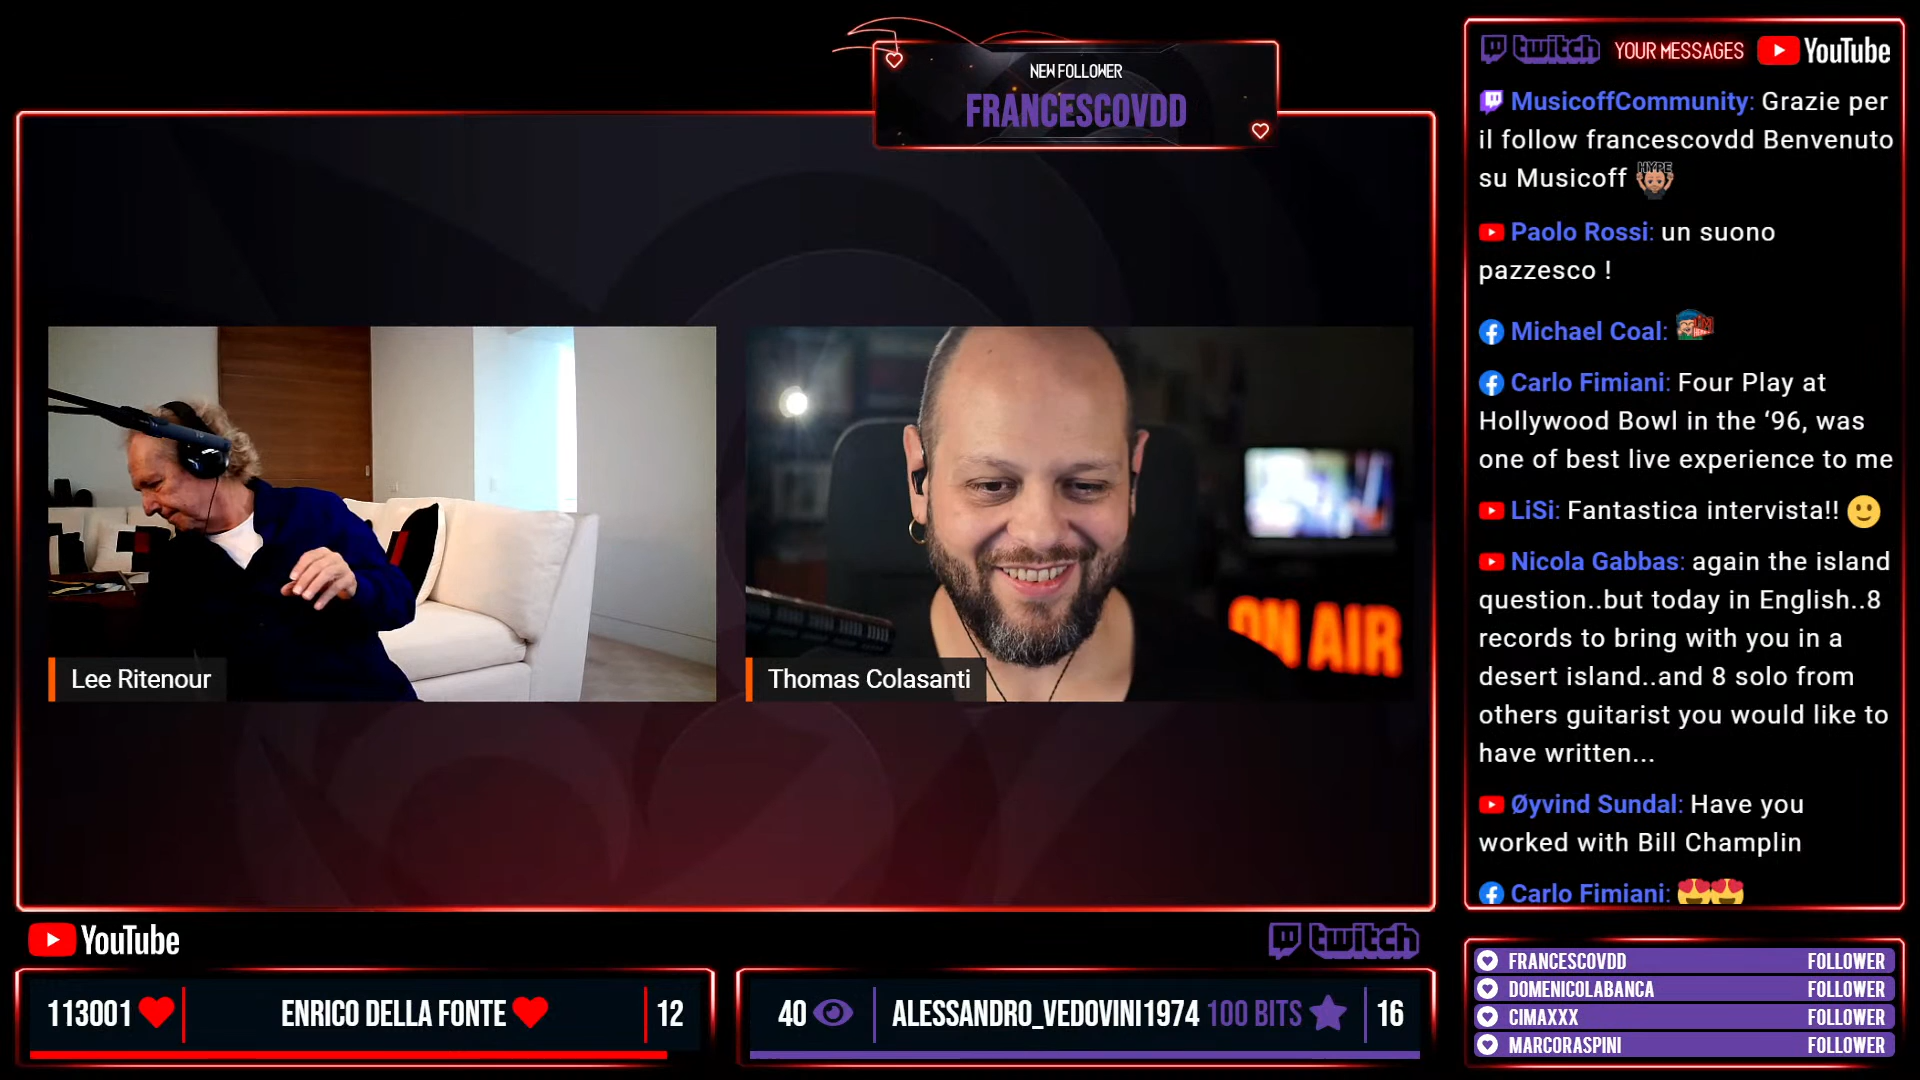 NEW FOLLOWER
FRANCESCOVDD
Lee Ritenour
Thomas Colasanti
ON AIR
twitch YOUR MESSAGES YouTube
MusicoffCommunity: Grazie per
il follow francescovdd Benvenuto
su Musicoff HYPE
Paolo Rossi: un suono
pazzesco !
Michael Coal:
Carlo Fimiani: Four Play at
Hollywood Bowl in the ‘96, was
one of best live experience to me
LiSi: Fantastica intervista!!
Nicola Gabbas: again the island
question..but today in English..8
records to bring with you in a
desert island..and 8 solo from
others guitarist you would like to
have written...
Øyvind Sundal: Have you
worked with Bill Champlin
Carlo Fimiani:
YouTube
twitch
113001 ENRICO DELLA FONTE 12
40 ALESSANDRO_VEDOVINI1974 100 BITS 16
FRANCESCOVDD FOLLOWER
DOMENICOLABANCA FOLLOWER
CIMAXXX FOLLOWER
MARCORASPINI FOLLOWER